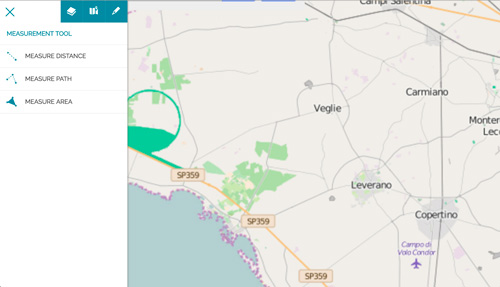 MEASUREMENT TOOL
MEASURE DISTANCE
MEASURE PATH
MEASURE AREA
Campi Salentina
Carmiano
Veglie
Monter
Lec
SP359
Leverano
Copertino
SP359
Campo di
Volo Condor
SP359